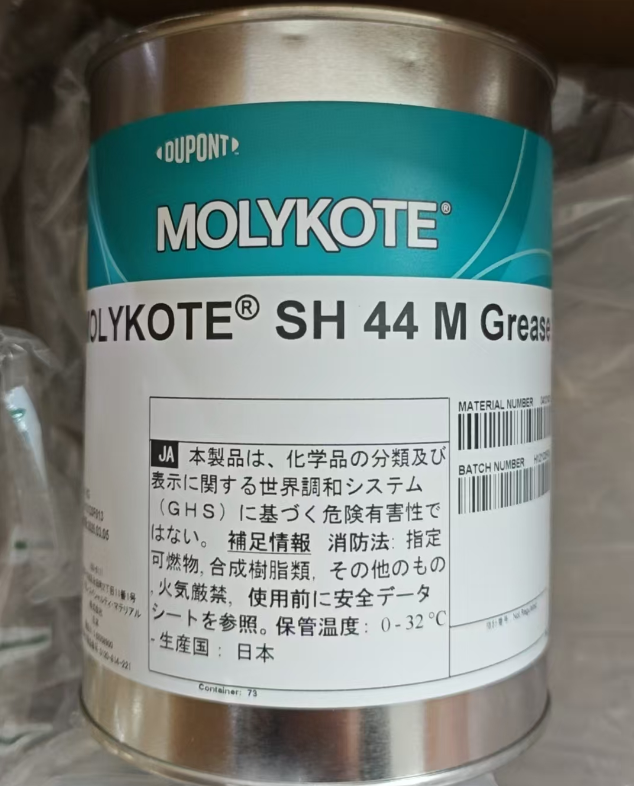 DUPONT
MOLYKOTE®
MOLYKOTE® SH 44 M Grease
JA 本製品は、化学品の分類及び
表示に関する世界調和システム
(GHS)に基づく危険有害性で
はない。 補足情報 消防法: 指定
可燃物, 合成樹脂類, その他のもの
, 火気厳禁, 使用前に安全データ
シートを参照。保管温度: 0-32℃
- 生産国: 日本
MATERIAL NUMBER
BATCH NUMBER
Container: 73